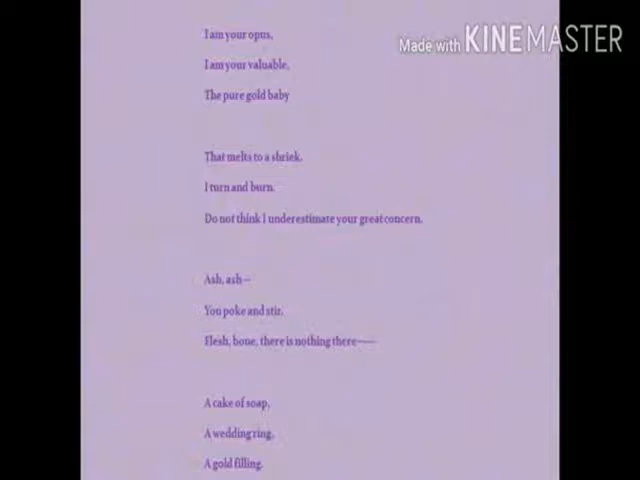 I am your opus,
Made with KINEMASTER
I am your valuable,
The pure gold baby
That melts to a shriek.
I turn and burn.
Do not think I underestimate your great concern.
Ash, ash—
You poke and stir.
Flesh, bone, there is nothing there——
A cake of soap,
A wedding ring,
A gold filling.